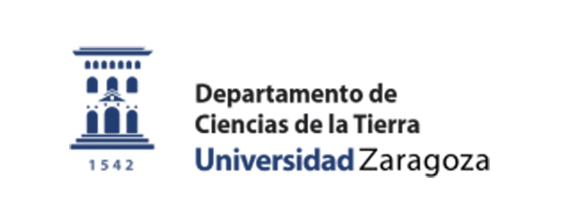 1542
Departamento de
Ciencias de la Tierra
Universidad Zaragoza